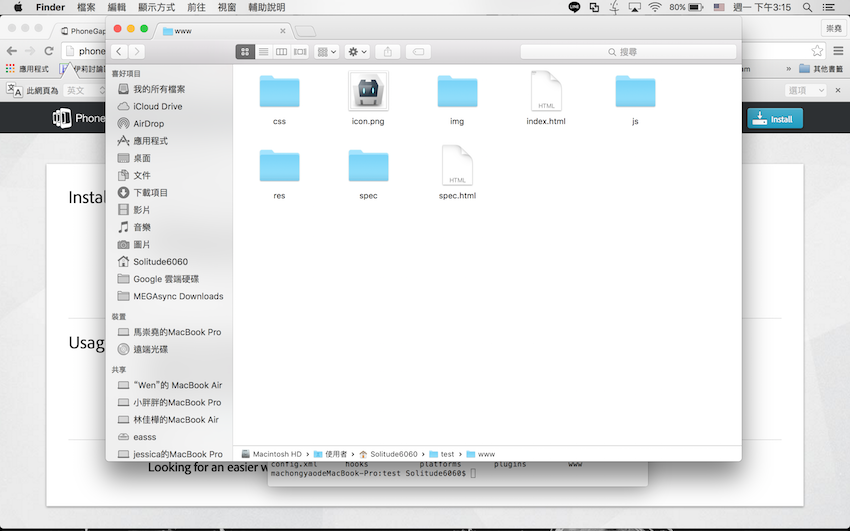 Finder 檔案 編輯 顯示方式 前往 視窗 輔助說明 LINE 80% 週一 下午3:15
PhoneGap
www
崇堯
phone
搜尋
應用程式
其他書籤
此網頁為 英文
選項
Phone
Install
喜好項目
我的所有檔案
iCloud Drive
AirDrop
應用程式
桌面
文件
下載項目
影片
音樂
圖片
Solitude6060
Google 雲端硬碟
MEGAsync Downloads
裝置
馬崇堯的MacBook Pro
遠端光碟
共享
“Wen”的 MacBook Air
小胖胖的MacBook Pro
林佳樺的MacBook Air
easss
jessica的MacBook Pro
css
icon.png
img
HTML
index.html
js
res
spec
HTML
spec.html
Macintosh HD › 使用者 › Solitude6060 › test › www
Instal
Usag
Looking for an easier w
config.xml hooks platforms plugins www
machongyaodeMacBook-Pro:test Solitude6060$